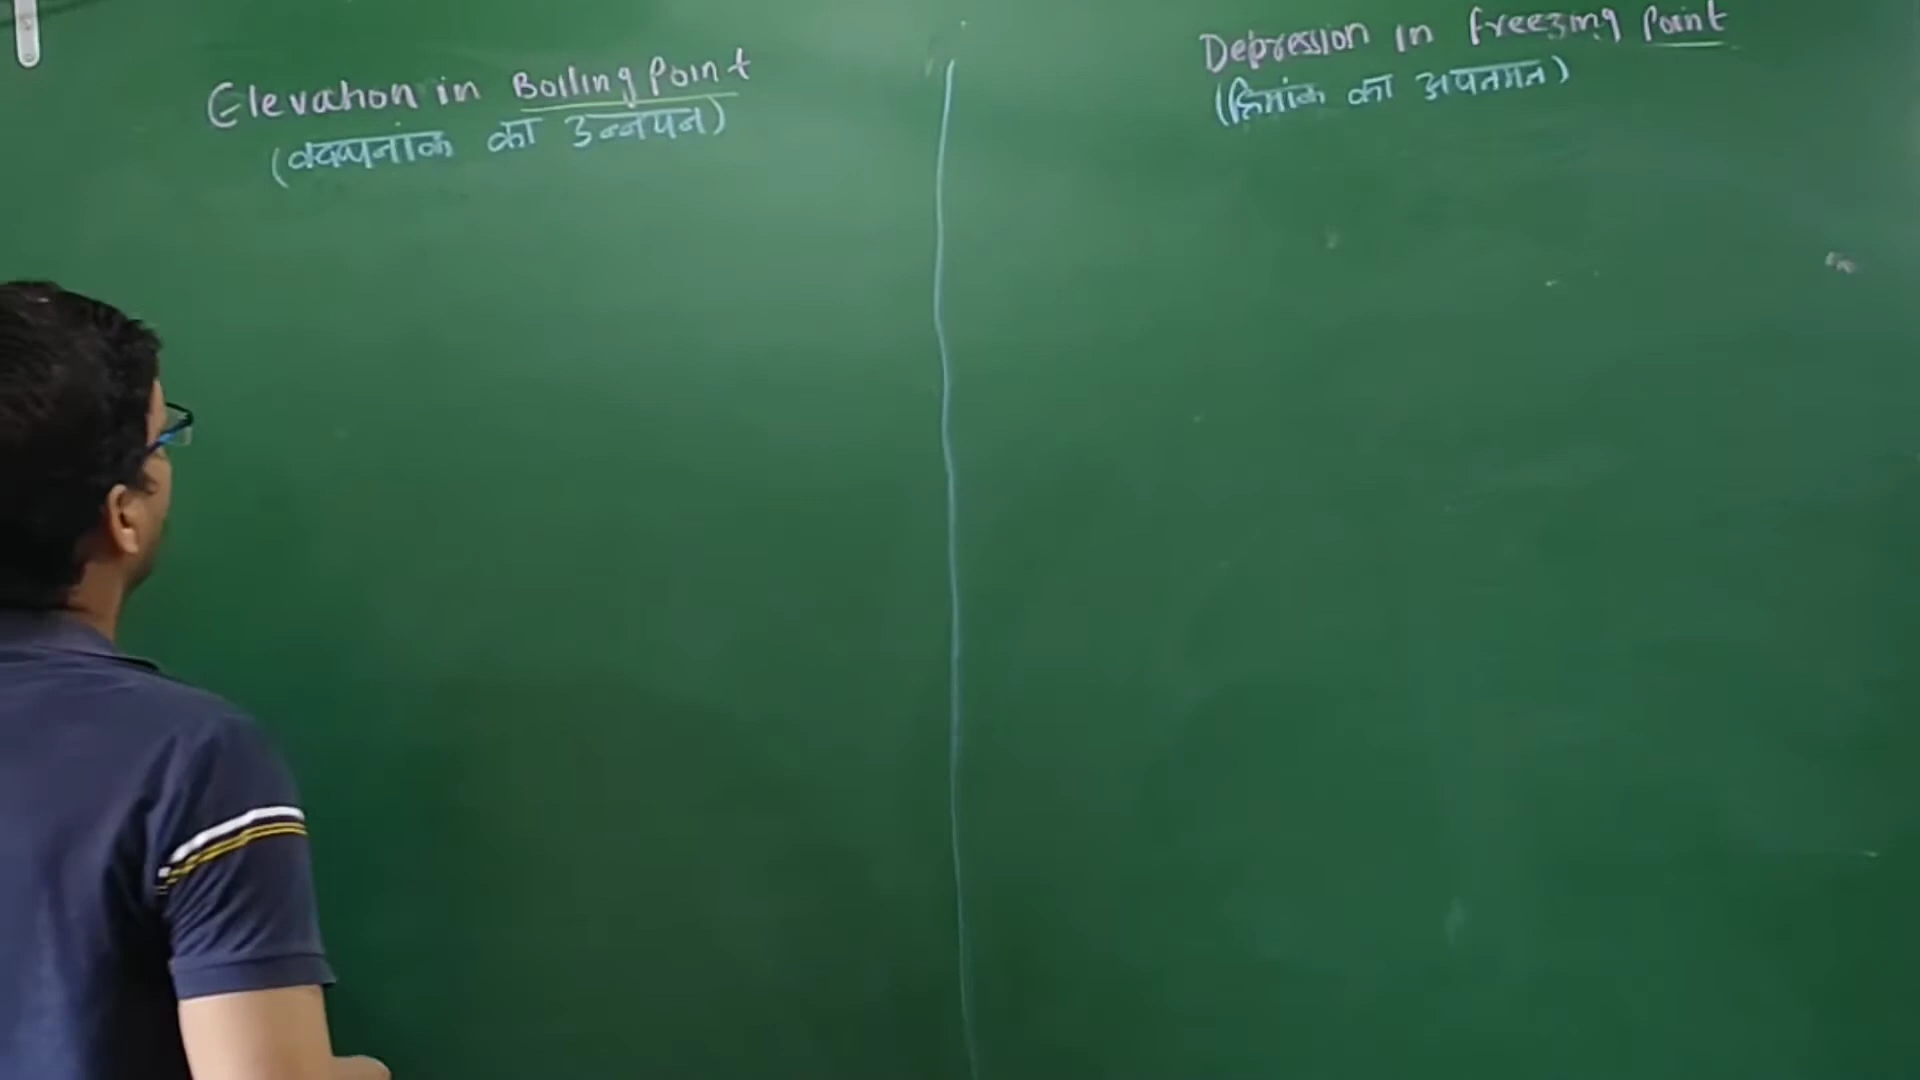 Elevation in Boiling Point
(क्वथनांक का उन्नयन)
Depression in freezing Point
(हिमांक का अवनमन)